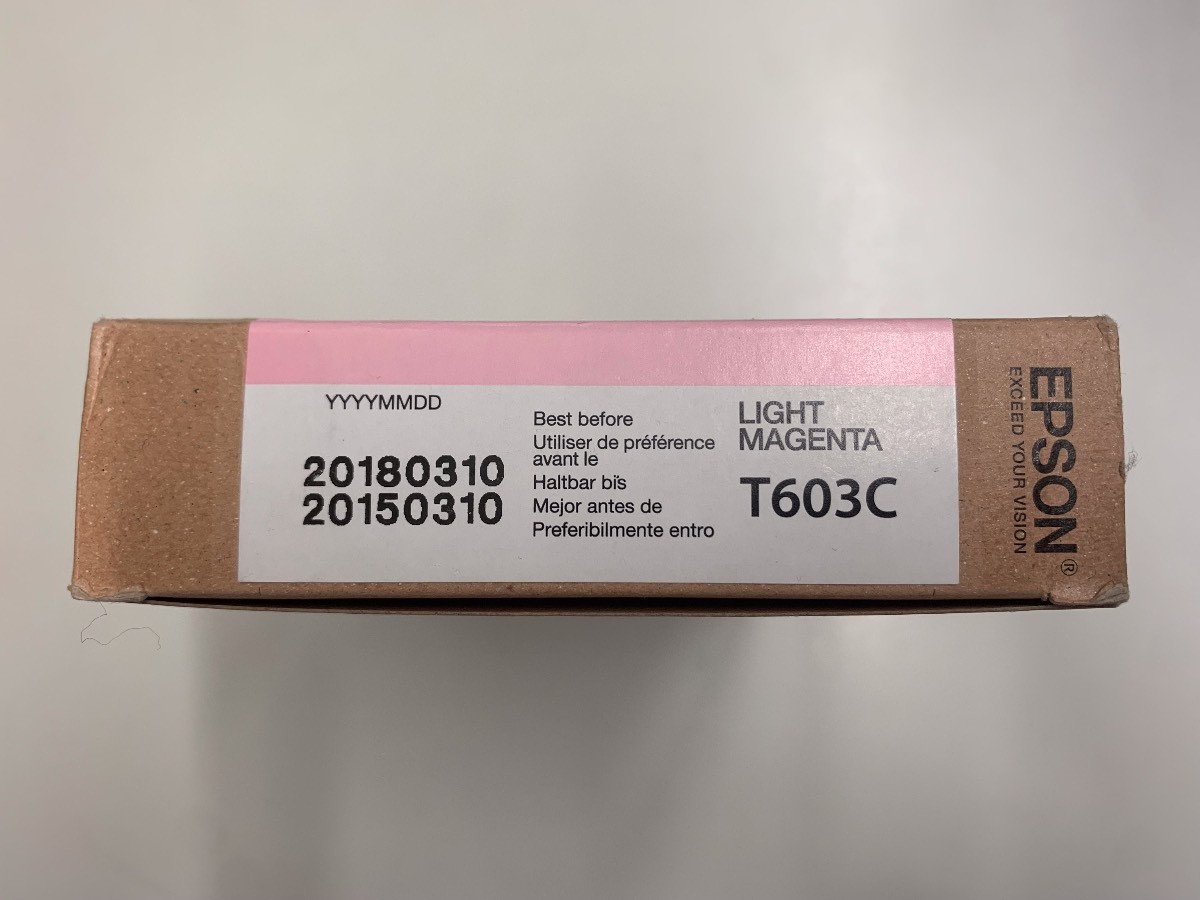 YYYYMMDD
20180310
20150310
Best before
Utiliser de préférence
avant le
Haltbar bïs
Mejor antes de
Preferibilmente entro
LIGHT
MAGENTA
T603C
EPSON®
EXCEED YOUR VISION